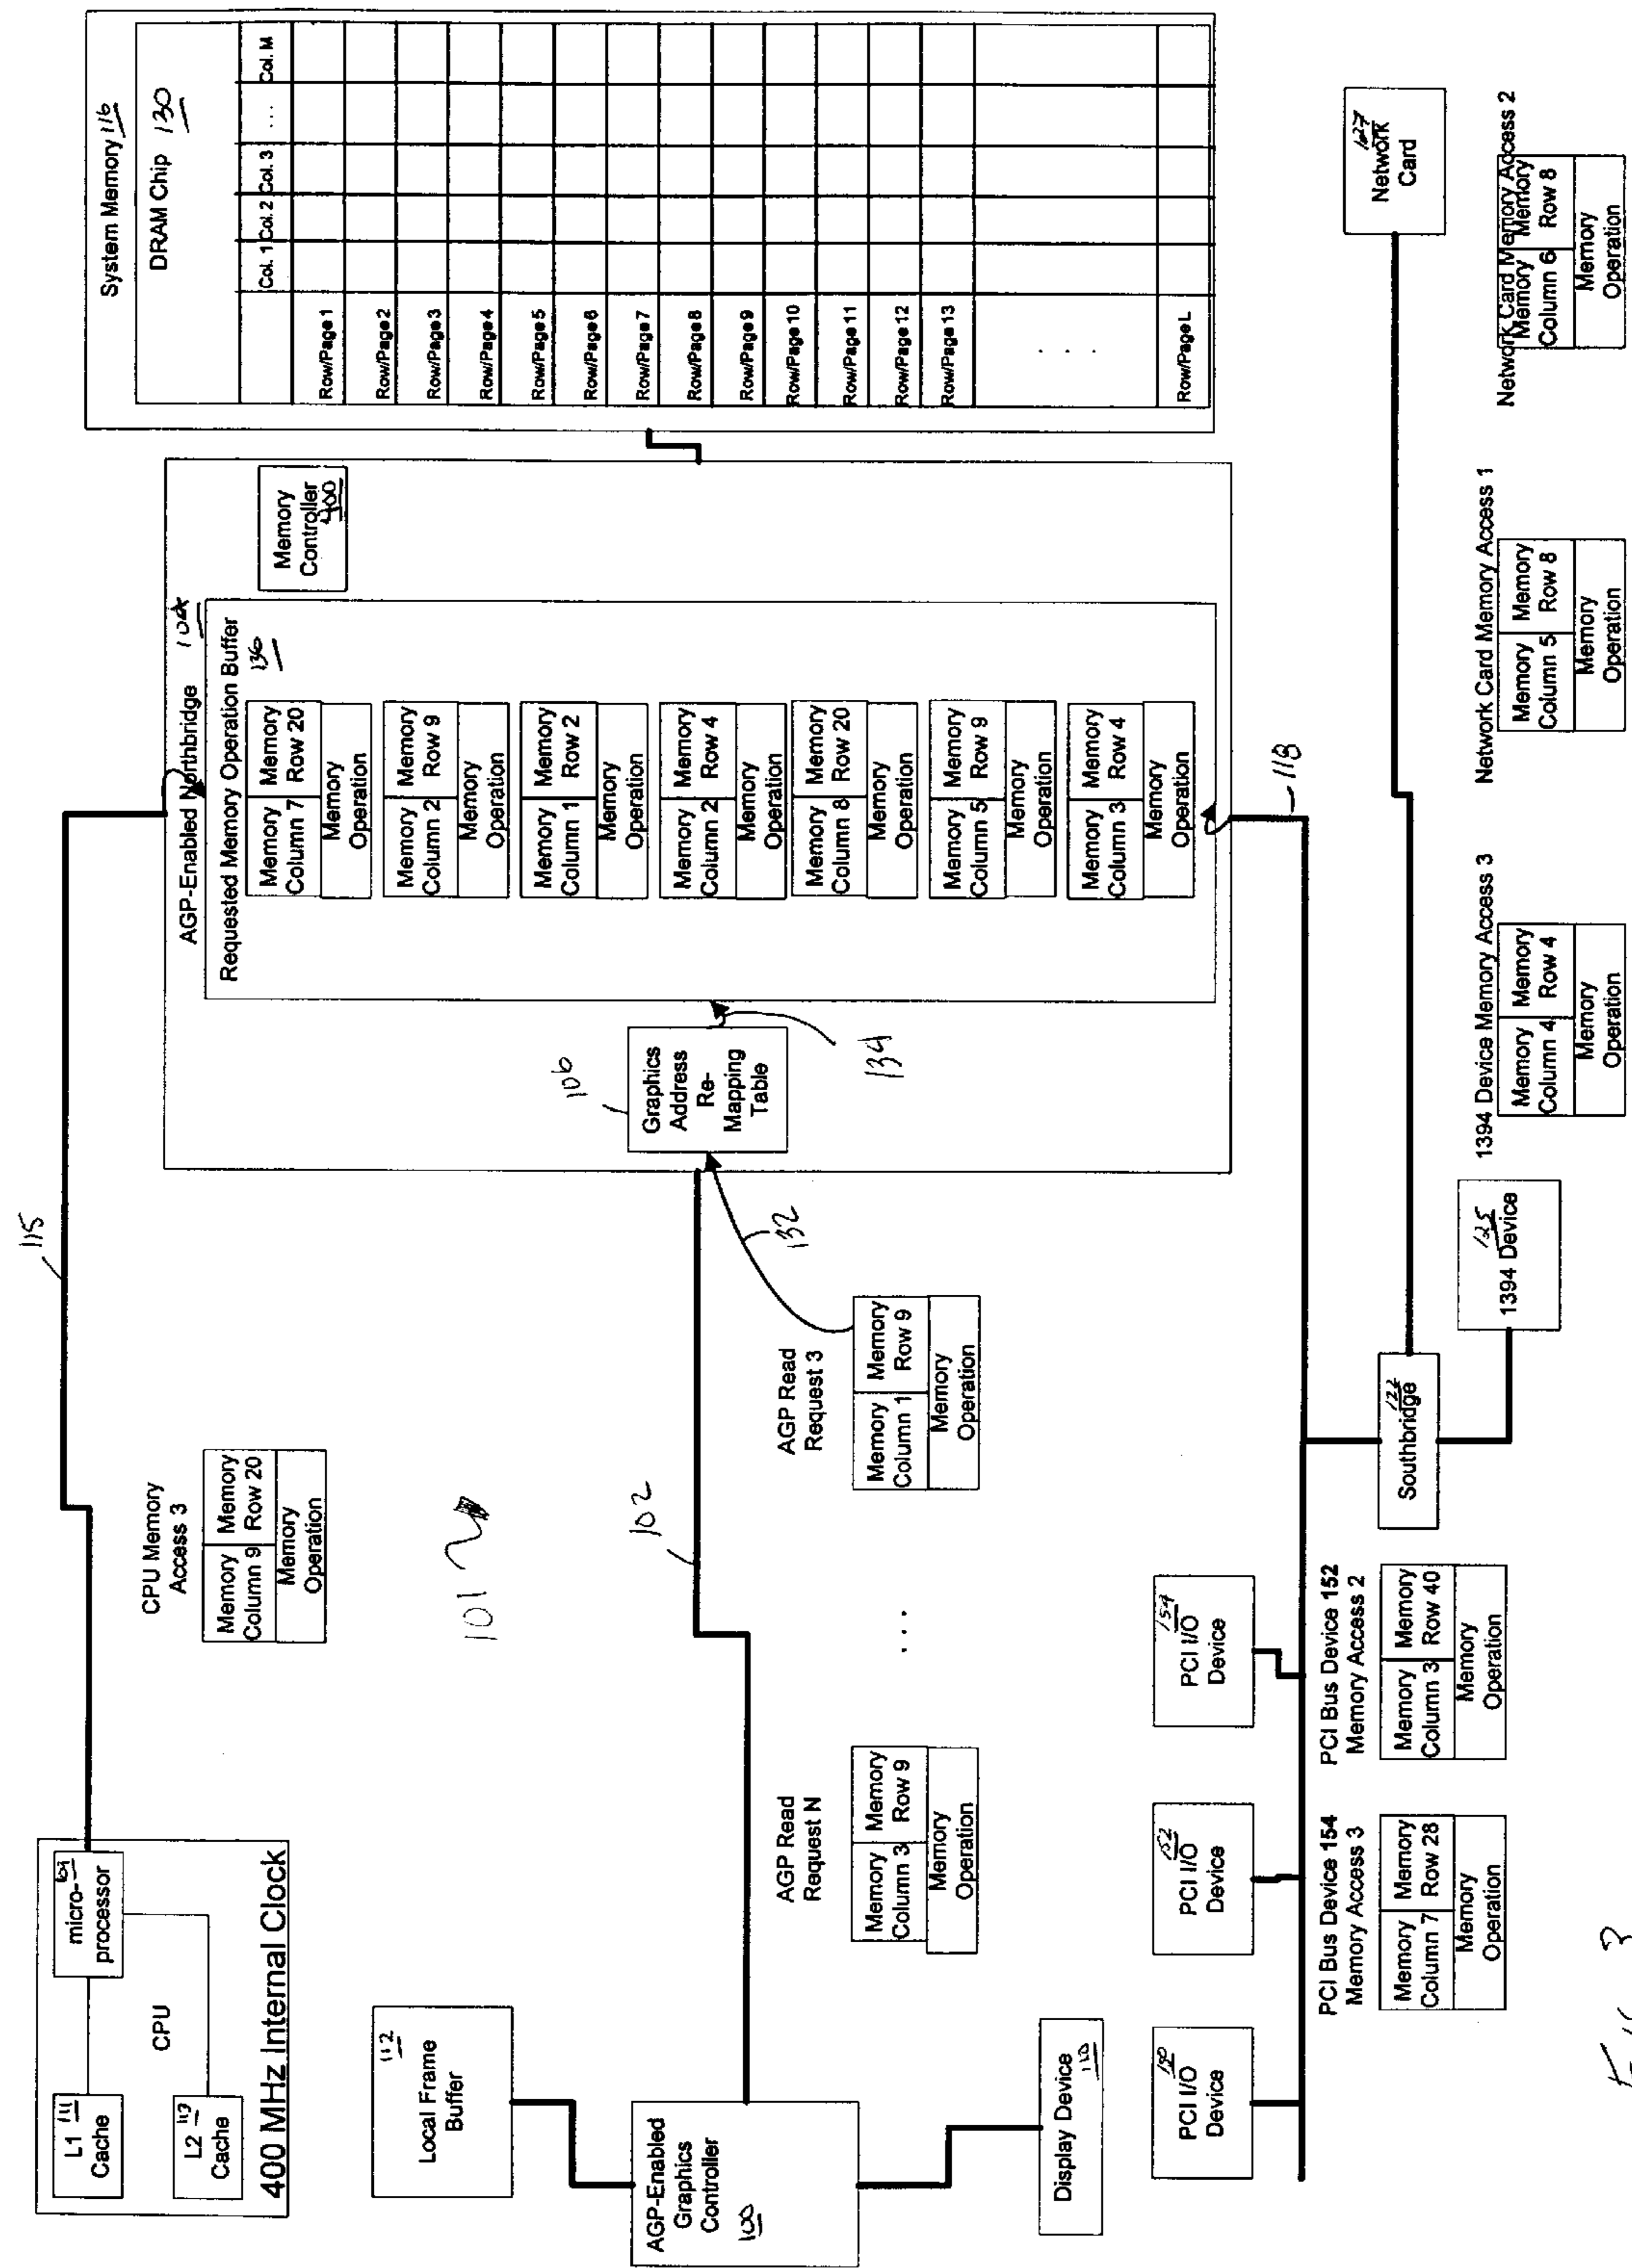 L1 111
Cache
L2 113
Cache
micro-
processor
CPU
400 MHz Internal Clock
115
CPU Memory
Access 3
Memory
Column 9
Memory
Row 20
Memory
Operation
101
112
Local Frame
Buffer
AGP-Enabled
Graphics
Controller
100
Display Device
110
102
AGP Read
Request N
Memory
Column 3
Memory
Row 9
Memory
Operation
...
AGP Read
Request 3
Memory
Column 1
Memory
Row 9
Memory
Operation
132
AGP-Enabled Northbridge
106
Graphics
Address
Re-
Mapping
Table
134
Requested Memory Operation Buffer
136
Memory
Column 7
Memory
Row 20
Memory
Operation
Memory
Column 2
Memory
Row 9
Memory
Operation
Memory
Column 1
Memory
Row 2
Memory
Operation
Memory
Column 2
Memory
Row 4
Memory
Operation
Memory
Column 8
Memory
Row 20
Memory
Operation
Memory
Column 5
Memory
Row 9
Memory
Operation
Memory
Column 3
Memory
Row 4
Memory
Operation
Memory
Controller
400
System Memory 116
DRAM Chip 130
Col. 1 Col. 2 Col. 3 ... Col. M
Row/Page 1
Row/Page 2
Row/Page 3
Row/Page 4
Row/Page 5
Row/Page 6
Row/Page 7
Row/Page 8
Row/Page 9
Row/Page 10
Row/Page 11
Row/Page 12
Row/Page 13
. . .
Row/Page L
118
150
PCI I/O
Device
152
PCI I/O
Device
154
PCI I/O
Device
PCI Bus Device 154
Memory Access 3
Memory
Column 7
Memory
Row 28
Memory
Operation
PCI Bus Device 152
Memory Access 2
Memory
Column 3
Memory
Row 40
Memory
Operation
Southbridge
122
125
1394 Device
1394 Device Memory Access 3
Memory
Column 4
Memory
Row 4
Memory
Operation
127
Network
Card
Network Card Memory Access 1
Memory
Column 5
Memory
Row 8
Memory
Operation
Network Card Memory Access 2
Memory
Column 6
Memory
Row 8
Memory
Operation